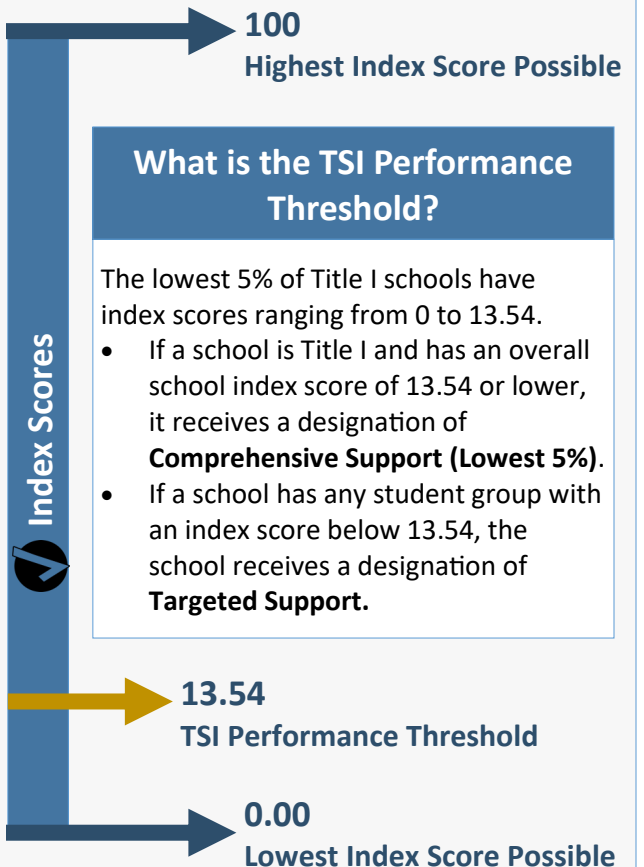 100
Highest Index Score Possible
What is the TSI Performance
Threshold?
The lowest 5% of Title I schools have
index scores ranging from 0 to 13.54.
• If a school is Title I and has an overall
school index score of 13.54 or lower,
it receives a designation of
Comprehensive Support (Lowest 5%).
• If a school has any student group with
an index score below 13.54, the
school receives a designation of
Targeted Support.
Index Scores
13.54
TSI Performance Threshold
0.00
Lowest Index Score Possible